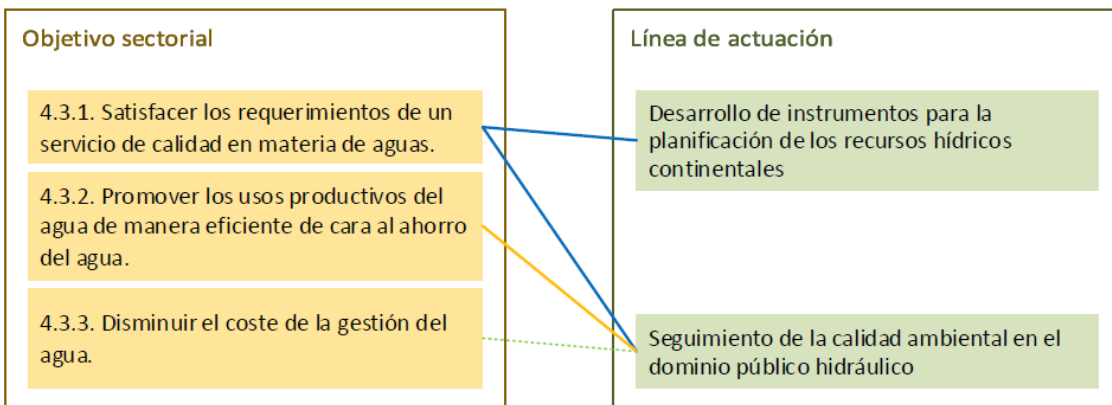 Objetivo sectorial
4.3.1. Satisfacer los requerimientos de un
servicio de calidad en materia de aguas.
4.3.2. Promover los usos productivos del
agua de manera eficiente de cara al ahorro
del agua.
4.3.3. Disminuir el coste de la gestión del
agua.
Línea de actuación
Desarrollo de instrumentos para la
planificación de los recursos hídricos
continentales
Seguimiento de la calidad ambiental en el
dominio público hidráulico